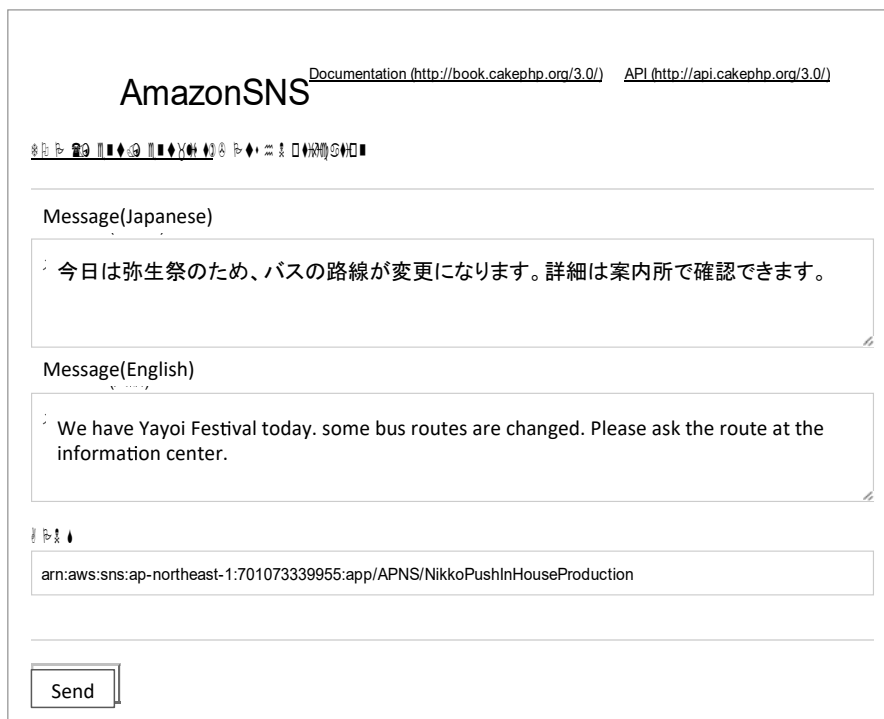 Documentation (http://book.cakephp.org/3.0/) API (http://api.cakephp.org/3.0/)
AmazonSNS
Message(Japanese)
今日は弥生祭のため、バスの路線が変更になります。詳細は案内所で確認できます。
Message(English)
We have Yayoi Festival today. some bus routes are changed. Please ask the route at the
information center.
arn:aws:sns:ap-northeast-1:701073339955:app/APNS/NikkoPushInHouseProduction
Send